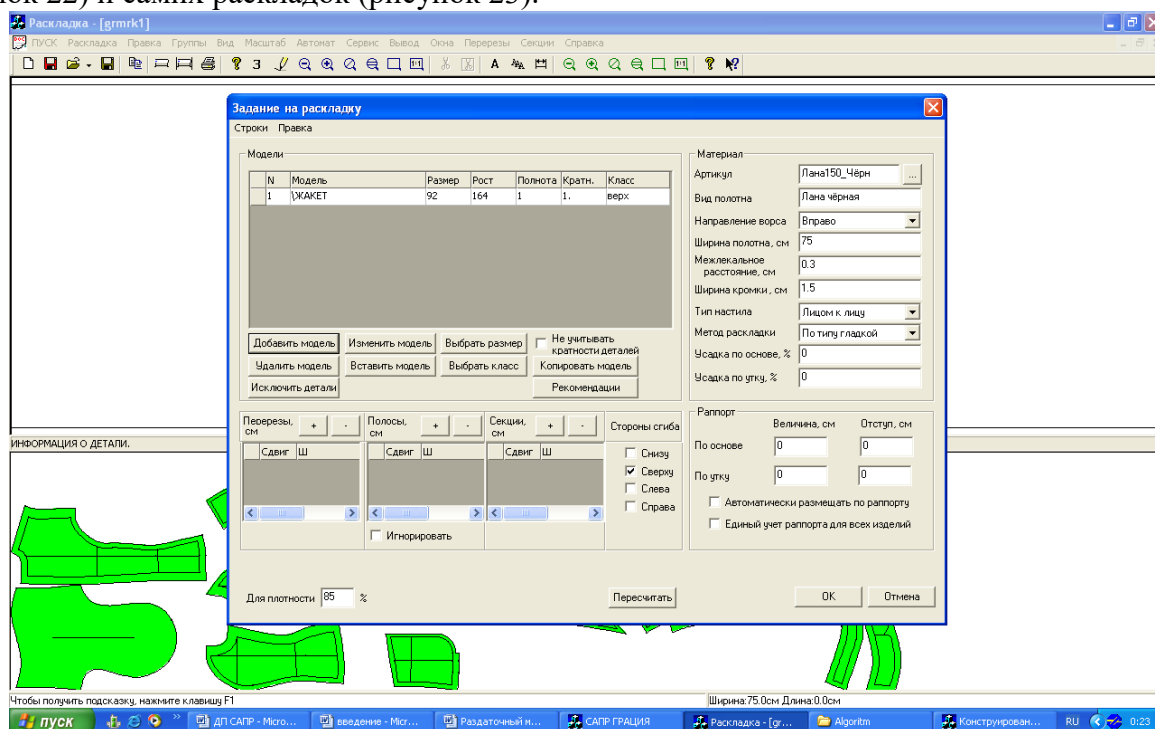 нок 22) и самих раскладок (рисунок 23).
Раскладка - [grmrk1]
ПУСК Раскладка Правка Группы Вид Масштаб Автомат Сервис Вывод Окна Перерезы Секции Справка
Задание на раскладку
Строки Правка
Модели
N Модель Размер Рост Полнота Кратн. Класс
1 \ЖАКЕТ 92 164 1 1. верх
Добавить модель Изменить модель Выбрать размер Не учитывать кратности деталей
Удалить модель Вставить модель Выбрать класс Копировать модель
Исключить детали Рекомендации
Материал
Артикул Лана150_Чёрн ...
Вид полотна Лана чёрная
Направление ворса Вправо
Ширина полотна, см 75
Межлекальное расстояние, см 0.3
Ширина кромки, см 1.5
Тип настила Лицом к лицу
Метод раскладки По типу гладкой
Усадка по основе, % 0
Усадка по утку, % 0
Перерезы, см + - Полосы, см + - Секции, см + - Стороны сгиба
Сдвиг Ш Сдвиг Ш Сдвиг Ш
Снизу
Сверху
Слева
Справа
Игнорировать
Раппорт
Величина, см Отступ, см
По основе 0 0
По утку 0 0
Автоматически размещать по раппорту
Единый учет раппорта для всех изделий
Для плотности 85 %
Пересчитать OK Отмена
ИНФОРМАЦИЯ О ДЕТАЛИ.
Чтобы получить подсказку, нажмите клавишу F1 Ширина:75.0см Длина:0.0см
пуск ДП САПР - Micro... введение - Micr... Раздаточный м... САПР ГРАЦИЯ Раскладка - [gr... Algoritm Конструирован... RU 0:23